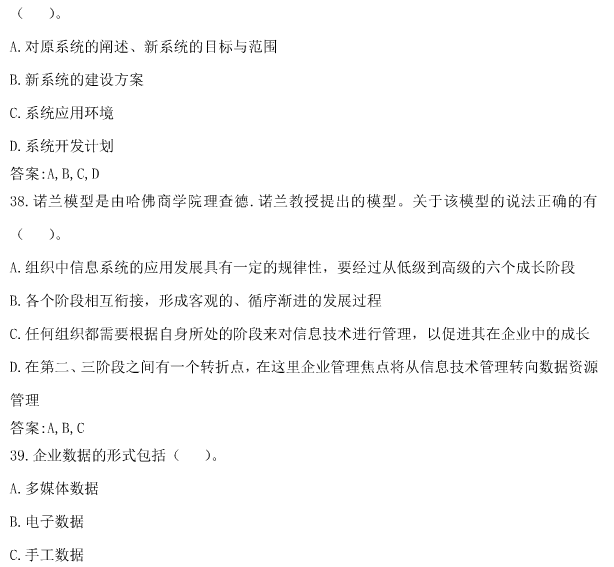 （　　）。
A.对原系统的阐述、新系统的目标与范围
B.新系统的建设方案
C.系统应用环境
D.系统开发计划
答案:A,B,C,D
38.诺兰模型是由哈佛商学院理查德.诺兰教授提出的模型。关于该模型的说法正确的有
（　　）。
A.组织中信息系统的应用发展具有一定的规律性，要经过从低级到高级的六个成长阶段
B.各个阶段相互衔接，形成客观的、循序渐进的发展过程
C.任何组织都需要根据自身所处的阶段来对信息技术进行管理，以促进其在企业中的成长
D.在第二、三阶段之间有一个转折点，在这里企业管理焦点将从信息技术管理转向数据资源
管理
答案:A,B,C
39.企业数据的形式包括（　　）。
A.多媒体数据
B.电子数据
C.手工数据